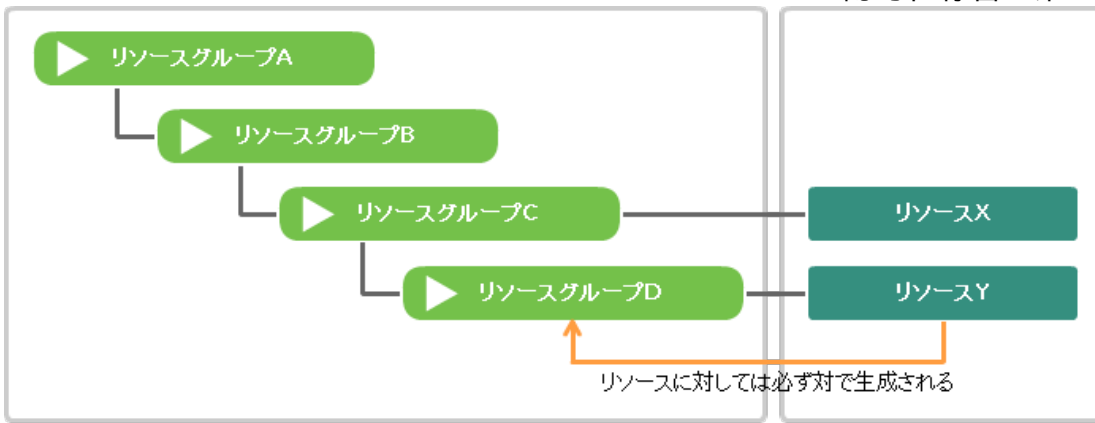 リソースグループA
リソースグループB
リソースグループC
リソースX
リソースグループD
リソースY
リソースに対しては必ず対で生成される